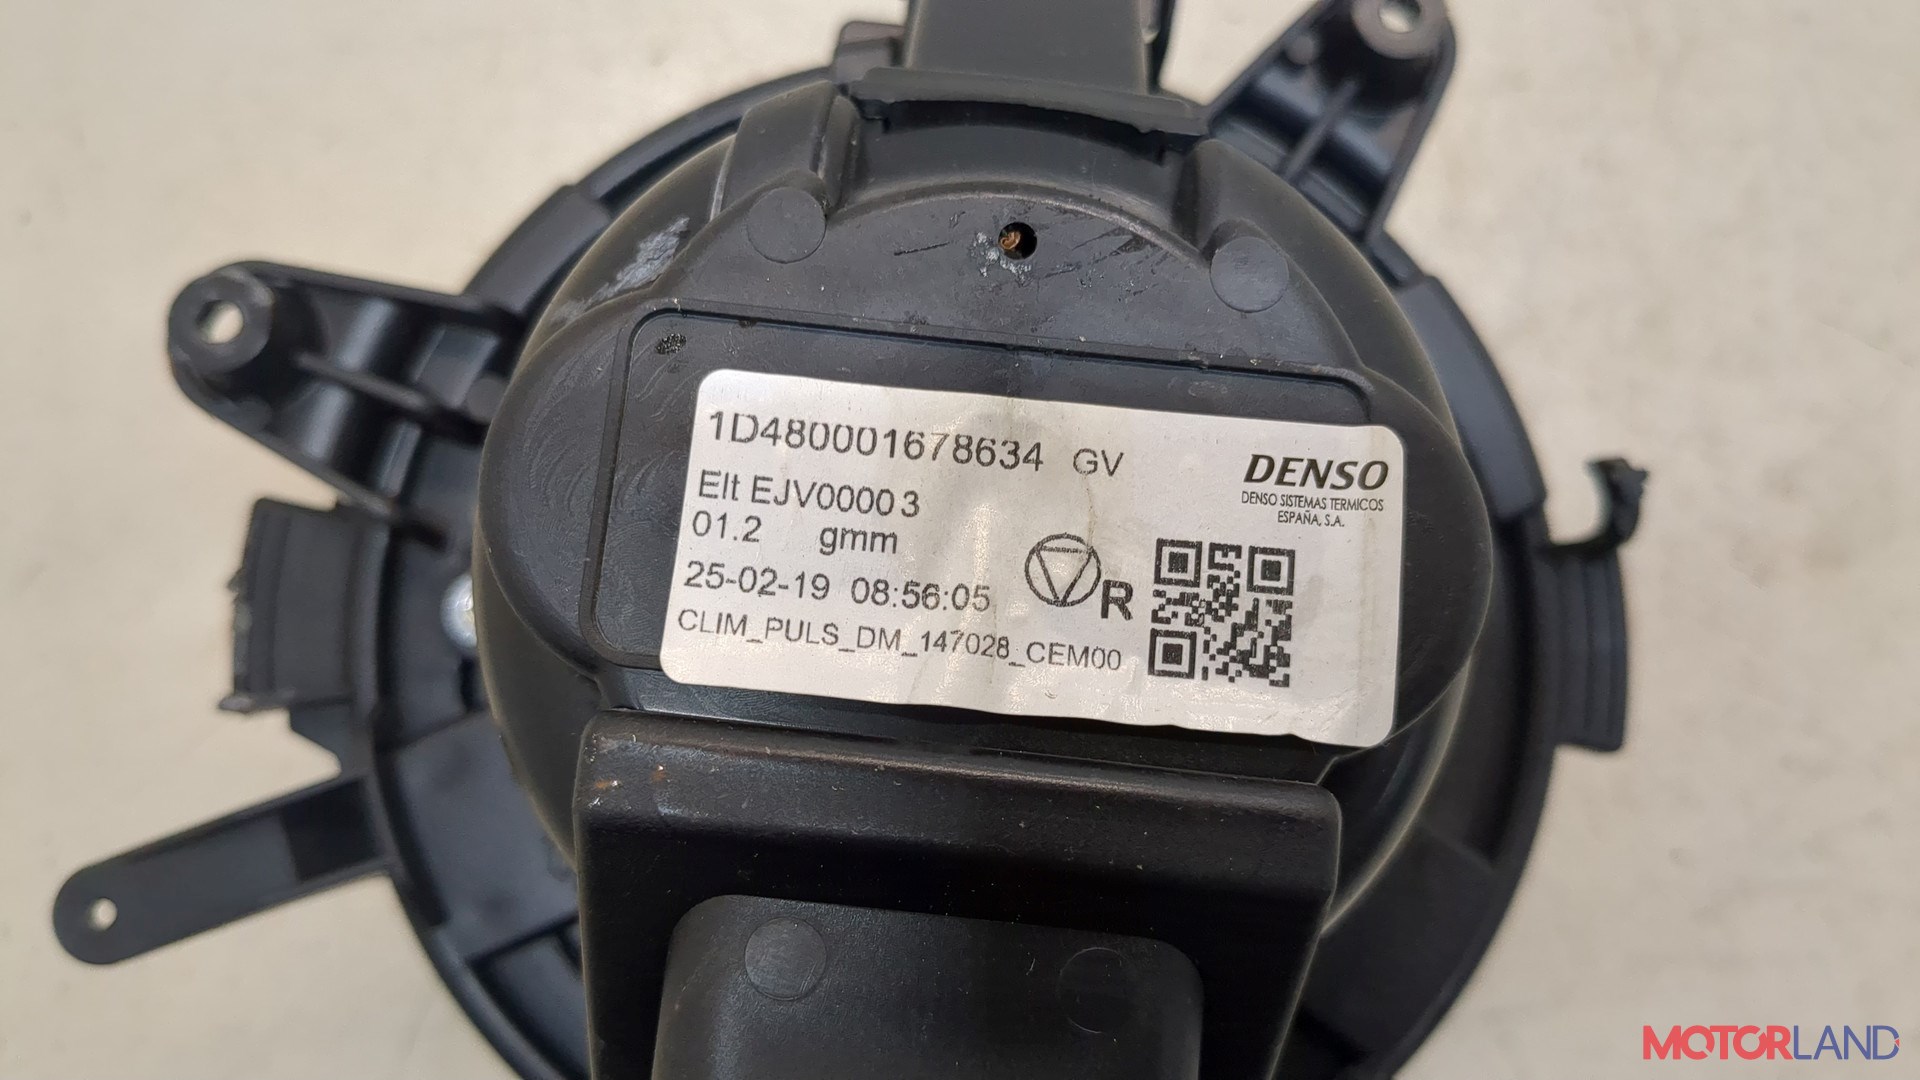 1D480001678634 GV
Elt EJV00003
01.2 gmm
25-02-19 08:56:05
CLIM_PULS_DM_147028_CEM00
DENSO
DENSO SISTEMAS TERMICOS
ESPAÑA, S.A.
R
MOTORLAND